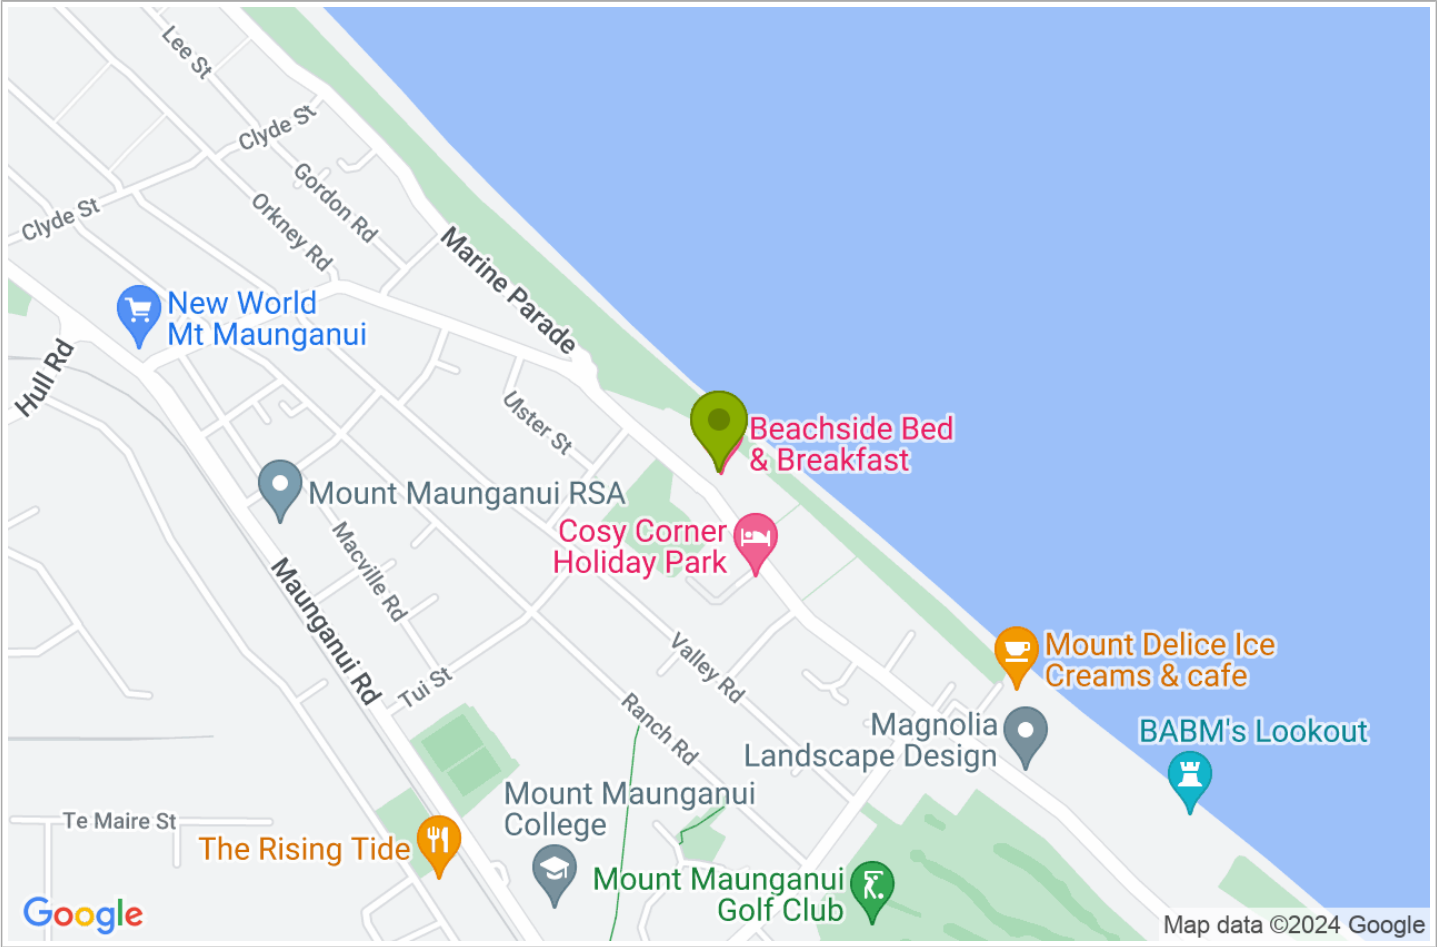 Lee St
Clyde St
Gordon Rd
Clyde St
Orkney Rd
Marine Parade
New World
Mt Maunganui
Hull Rd
Ulster St
Beachside Bed
& Breakfast
Mount Maunganui RSA
Cosy Corner
Holiday Park
Macville Rd
Maunganui Rd
Tui St
Valley Rd
Ranch Rd
Mount Delice Ice
Creams & cafe
Magnolia
Landscape Design
BABM's Lookout
Mount Maunganui
College
Te Maire St
The Rising Tide
Mount Maunganui
Golf Club
Google
Map data ©2024 Google